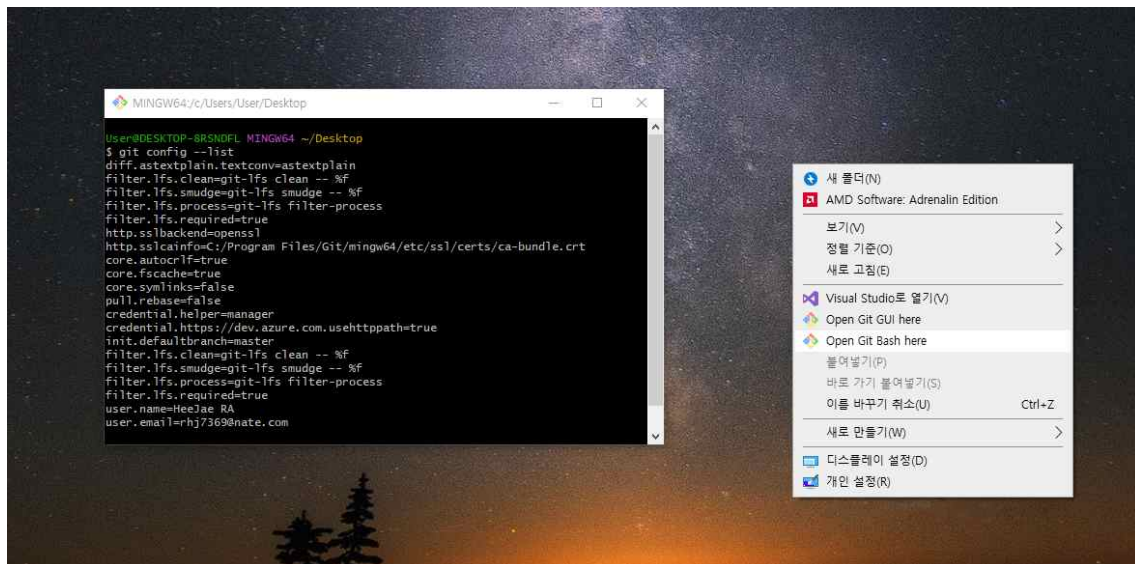 MINGW64:/c/Users/User/Desktop
User@DESKTOP-8RSNDFL MINGW64 ~/Desktop
$ git config --list
diff.astextplain.textconv=astextplain
filter.lfs.clean=git-lfs clean -- %f
filter.lfs.smudge=git-lfs smudge -- %f
filter.lfs.process=git-lfs filter-process
filter.lfs.required=true
http.sslbackend=openssl
http.sslcainfo=C:/Program Files/Git/mingw64/etc/ssl/certs/ca-bundle.crt
core.autocrlf=true
core.fscache=true
core.symlinks=false
pull.rebase=false
credential.helper=manager
credential.https://dev.azure.com.usehttppath=true
init.defaultbranch=master
filter.lfs.clean=git-lfs clean -- %f
filter.lfs.smudge=git-lfs smudge -- %f
filter.lfs.process=git-lfs filter-process
filter.lfs.required=true
user.name=HeeJae RA
user.email=rhj7369@nate.com
새 폴더(N)
AMD Software: Adrenalin Edition
보기(V)
정렬 기준(O)
새로 고침(E)
Visual Studio로 열기(V)
Open Git GUI here
Open Git Bash here
붙여넣기(P)
바로 가기 붙여넣기(S)
이름 바꾸기 취소(U) Ctrl+Z
새로 만들기(W)
디스플레이 설정(D)
개인 설정(R)